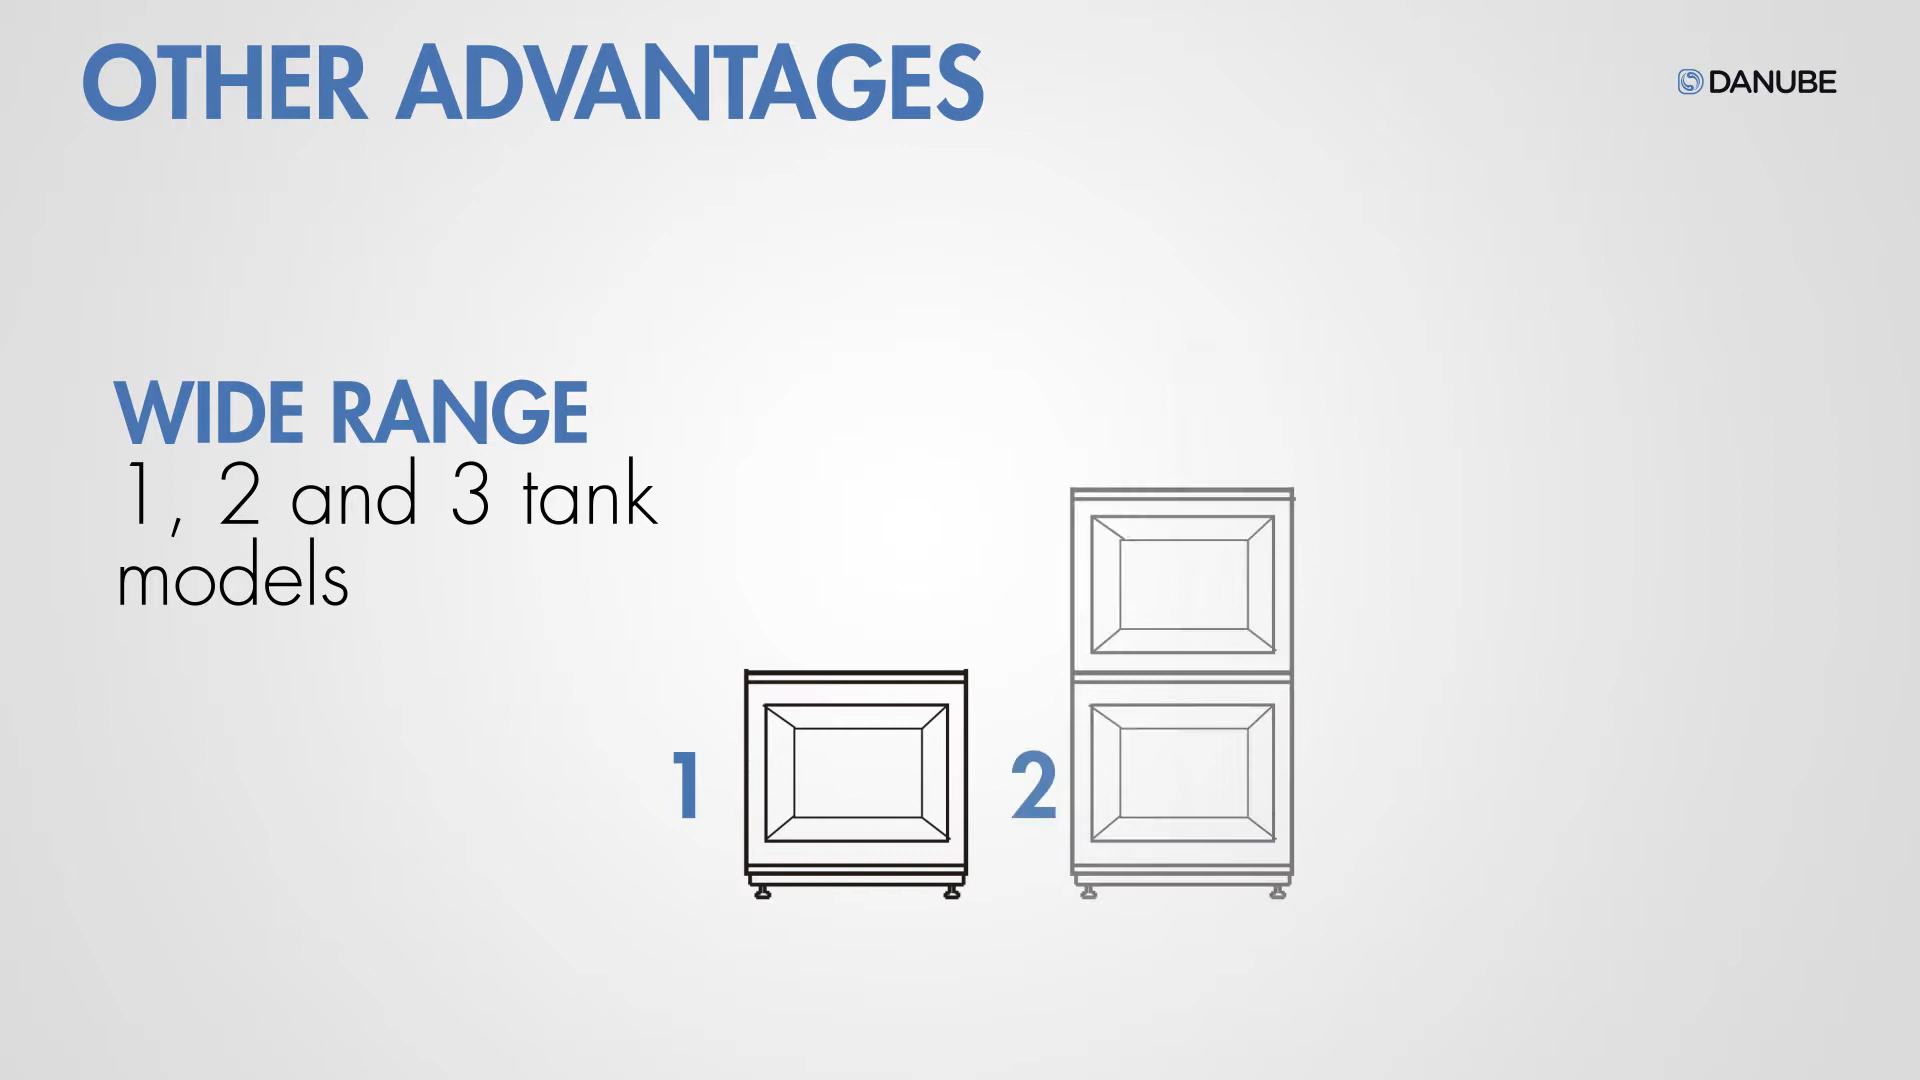 OTHER ADVANTAGES
DANUBE
WIDE RANGE
1, 2 and 3 tank
models
1
2